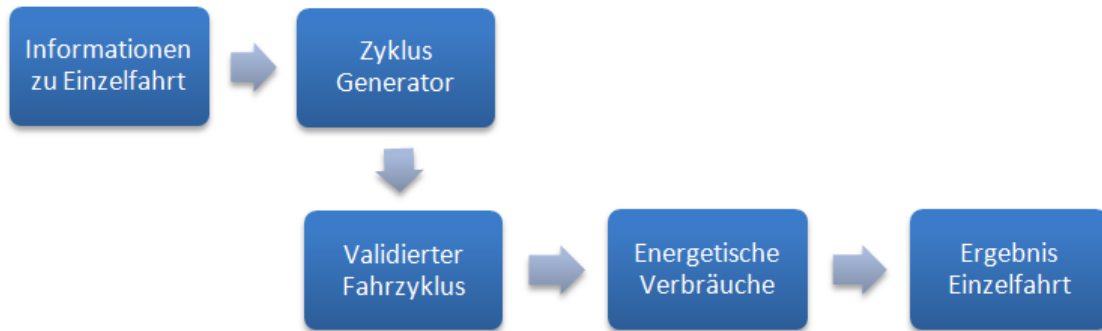 Informationen
zu Einzelfahrt
Zyklus
Generator
Validierter
Fahrzyklus
Energetische
Verbräuche
Ergebnis
Einzelfahrt